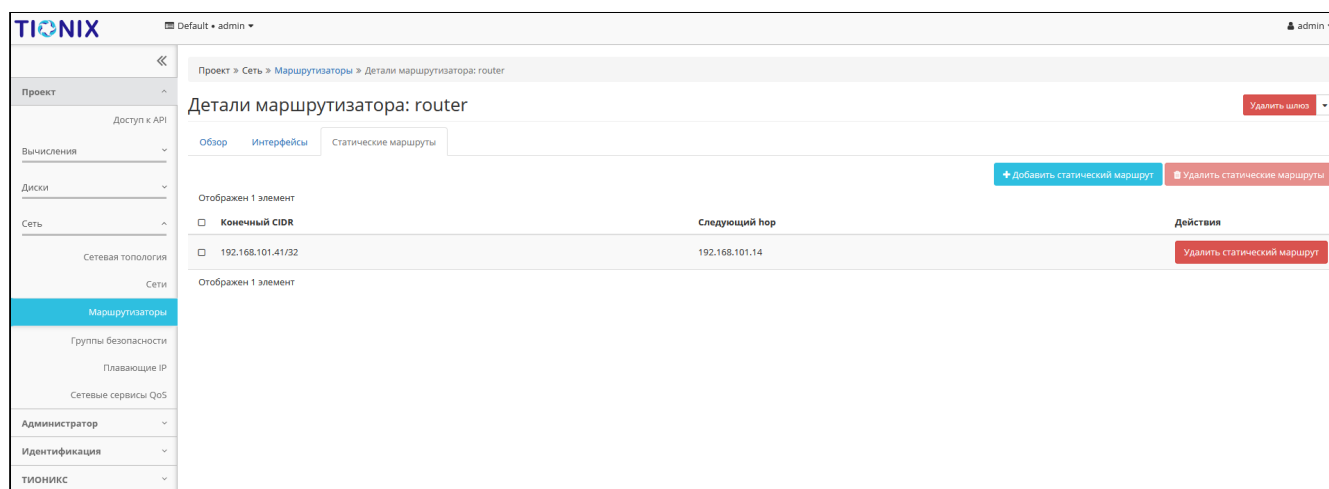 TIONIX
Default • admin
admin
Проект » Сеть » Маршрутизаторы » Детали маршрутизатора: router
Проект
Детали маршрутизатора: router
Удалить шлюз
Доступ к API
Обзор Интерфейсы Статические маршруты
Вычисления
+ Добавить статический маршрут Удалить статические маршруты
Диски
Отображен 1 элемент
Сеть
Конечный CIDR Следующий hop Действия
192.168.101.41/32 192.168.101.14 Удалить статический маршрут
Сетевая топология
Отображен 1 элемент
Сети
Маршрутизаторы
Группы безопасности
Плавающие IP
Сетевые сервисы QoS
Администратор
Идентификация
ТИОНИКС